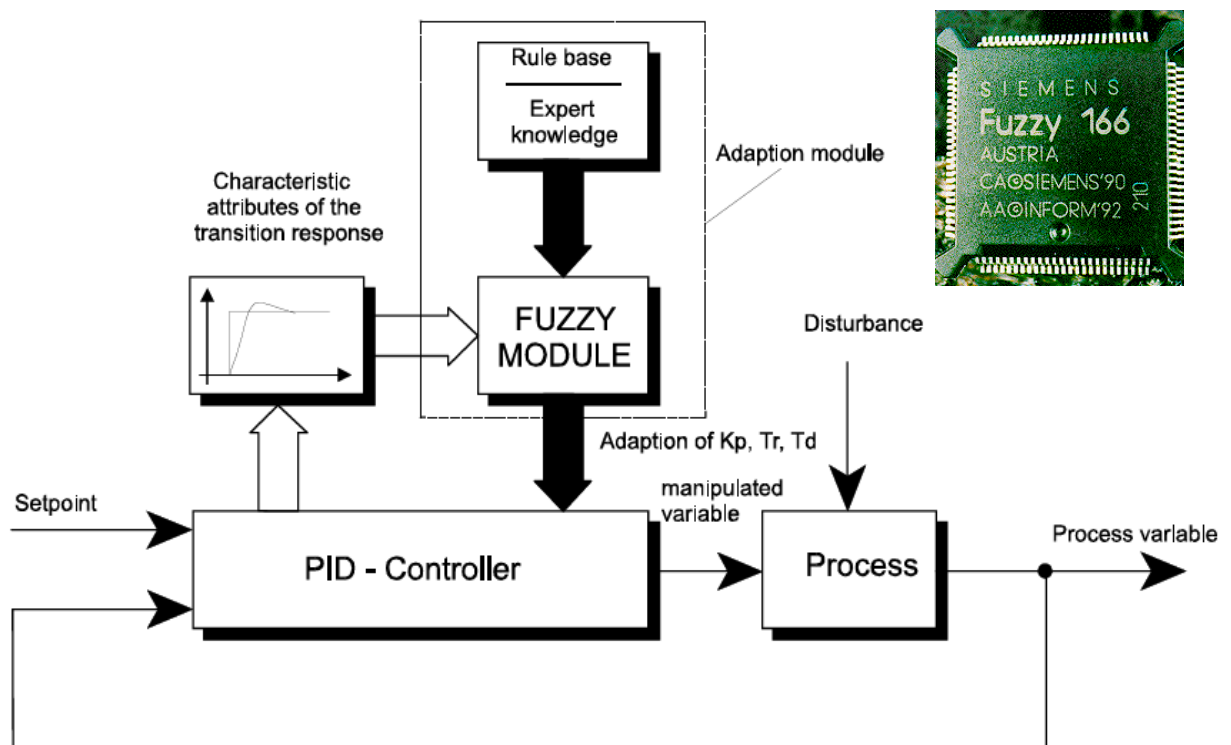 Rule base
Expert
knowledge
Adaption module
Characteristic
attributes of the
transition response
FUZZY
MODULE
Adaption of Kp, Tr, Td
Setpoint
PID - Controller
manipulated
variable
Disturbance
Process
Process variable
SIEMENS
Fuzzy 166
AUSTRIA
CA©SIEMENS'90
AA©INFORM'92
210